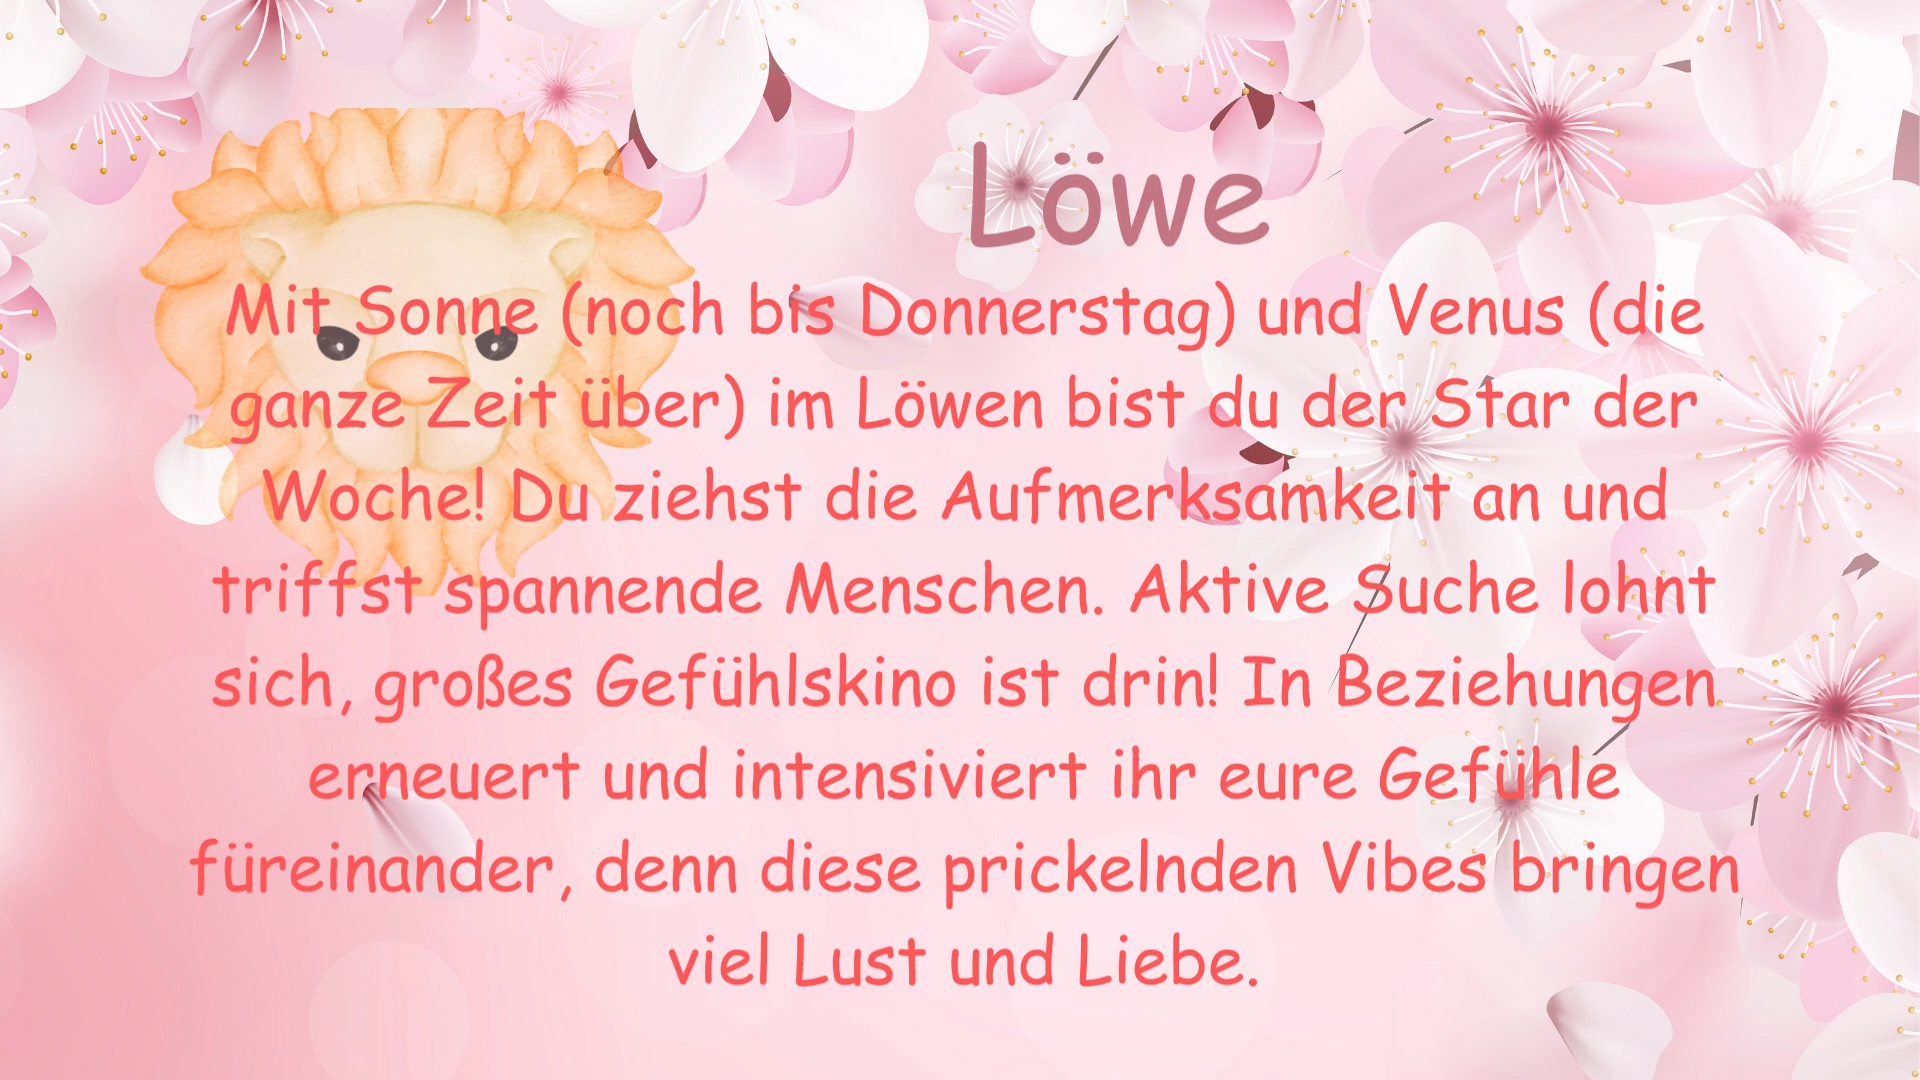 Löwe
Mit Sonne (noch bis Donnerstag) und Venus (die
ganze Zeit über) im Löwen bist du der Star der
Woche! Du ziehst die Aufmerksamkeit an und
triffst spannende Menschen. Aktive Suche lohnt
sich, großes Gefühlskino ist drin! In Beziehungen
erneuert und intensiviert ihr eure Gefühle
füreinander, denn diese prickelnden Vibes bringen
viel Lust und Liebe.